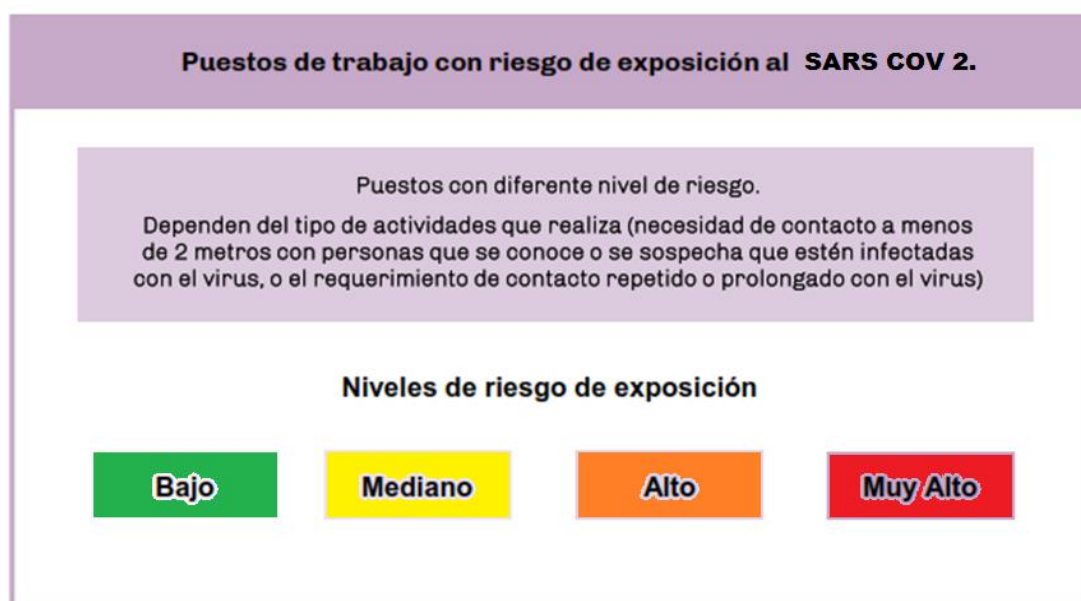 Puestos de trabajo con riesgo de exposición al SARS COV 2.
Puestos con diferente nivel de riesgo.
Dependen del tipo de actividades que realiza (necesidad de contacto a menos
de 2 metros con personas que se conoce o se sospecha que estén infectadas
con el virus, o el requerimiento de contacto repetido o prolongado con el virus)
Niveles de riesgo de exposición
Bajo
Mediano
Alto
Muy Alto